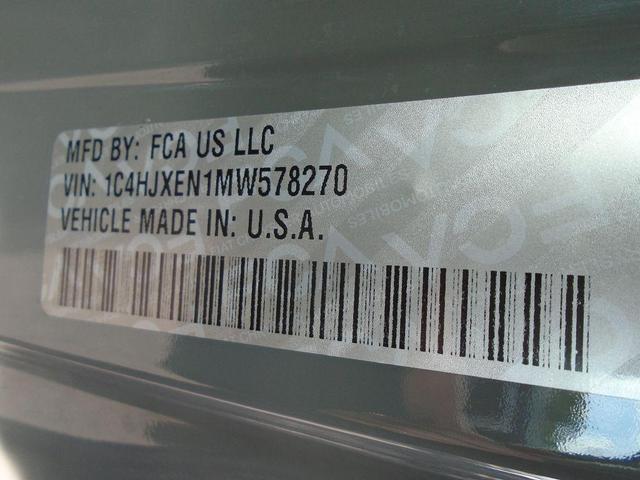 MFD BY: FCA US LLC
VIN: 1C4HJXEN1MW578270
VEHICLE MADE IN: U.S.A.